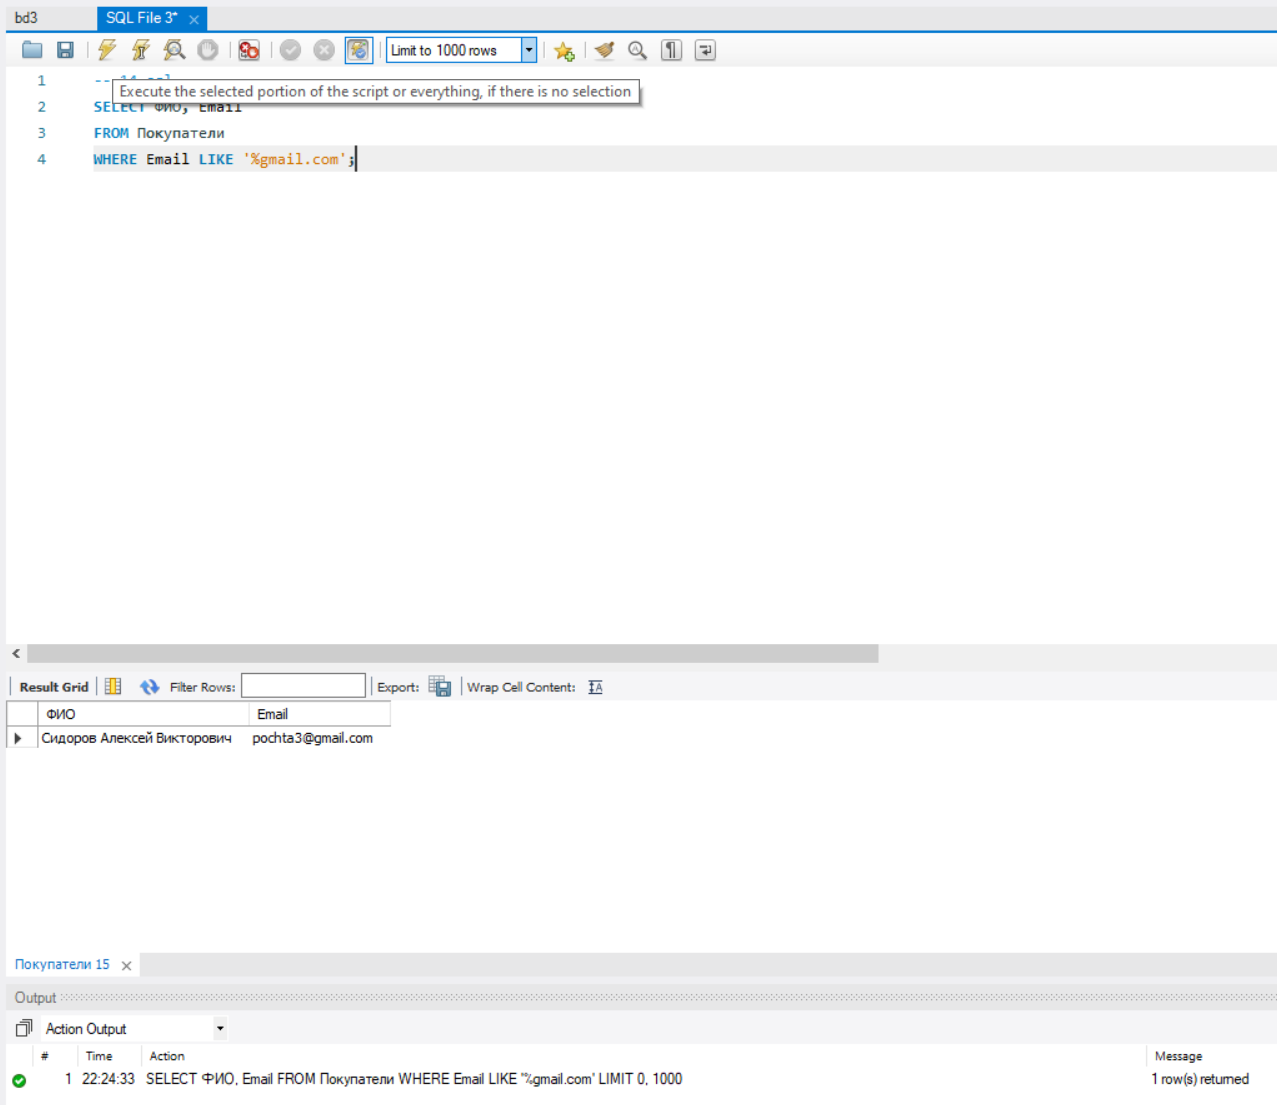 bd3 SQL File 3*
Limit to 1000 rows
1
Execute the selected portion of the script or everything, if there is no selection
2 SELECT ФИО, Email
3 FROM Покупатели
4 WHERE Email LIKE '%gmail.com';
Result Grid Filter Rows: Export: Wrap Cell Content:
ФИО Email
Сидоров Алексей Викторович pochta3@gmail.com
Покупатели 15
Output
Action Output
# Time Action Message
1 22:24:33 SELECT ФИО, Email FROM Покупатели WHERE Email LIKE '%gmail.com' LIMIT 0, 1000 1 row(s) returned